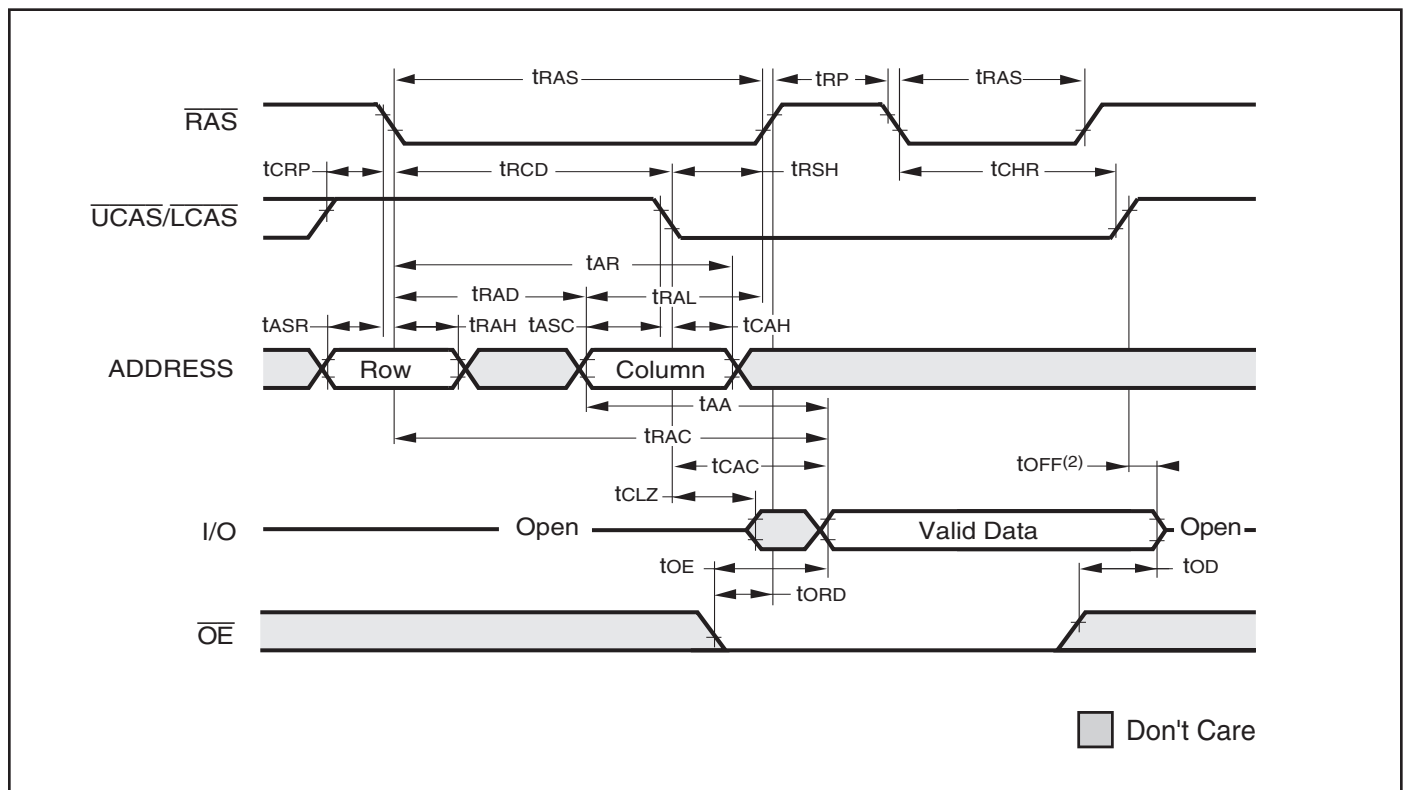 tRAS tRP tRAS
RAS
tCRP tRCD tRSH tCHR
UCAS/LCAS
tAR
tRAD tRAL
tASR tRAH tASC tCAH
ADDRESS Row Column
tAA
tRAC
tCAC tOFF(2)
tCLZ
I/O Open Valid Data Open
tOE tOD
tORD
OE
Don't Care